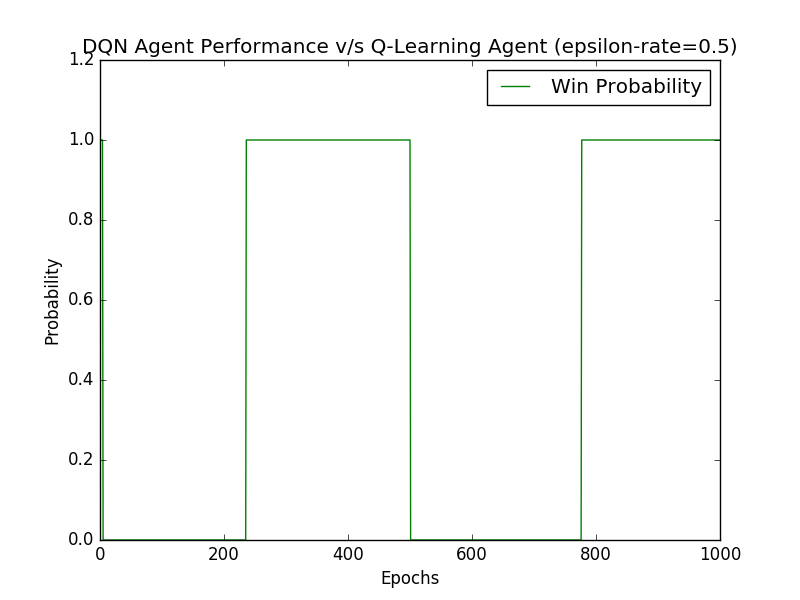 DQN Agent Performance v/s Q-Learning Agent (epsilon-rate=0.5)
Win Probability
1.2
1.0
0.8
0.6
0.4
0.2
0.0
Probability
0 200 400 600 800 1000
Epochs